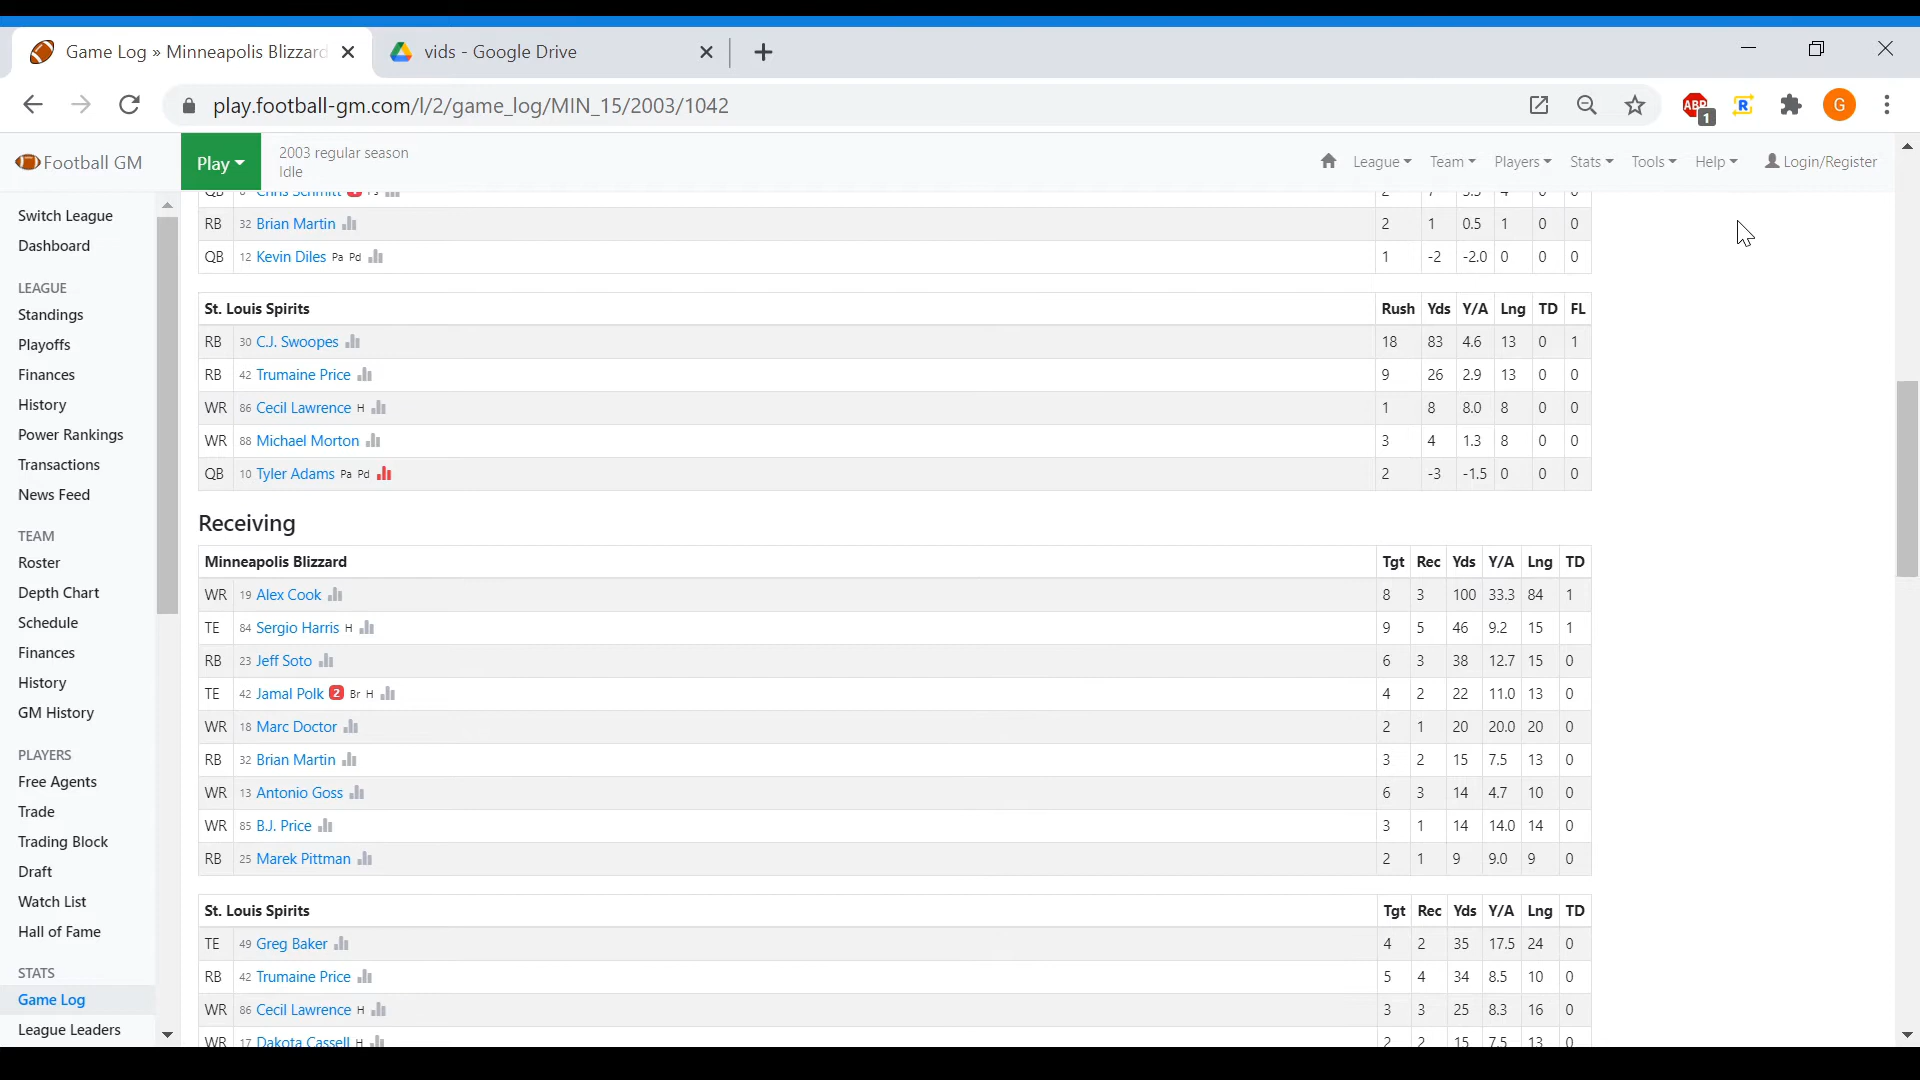 Game Log » Minneapolis Blizzard
vids - Google Drive
play.football-gm.com/l/2/game_log/MIN_15/2003/1042
ABP 1 R G
Football GM
Play
2003 regular season
Idle
League Team Players Stats Tools Help Login/Register
Switch League
Dashboard
LEAGUE
Standings
Playoffs
Finances
History
Power Rankings
Transactions
News Feed
TEAM
Roster
Depth Chart
Schedule
Finances
History
GM History
PLAYERS
Free Agents
Trade
Trading Block
Draft
Watch List
Hall of Fame
STATS
Game Log
League Leaders
RB 32 Brian Martin 2 1 0.5 1 0 0
QB 12 Kevin Diles Pa Pd 1 -2 -2.0 0 0 0
St. Louis Spirits Rush Yds Y/A Lng TD FL
RB 30 C.J. Swoopes 18 83 4.6 13 0 1
RB 42 Trumaine Price 9 26 2.9 13 0 0
WR 86 Cecil Lawrence H 1 8 8.0 8 0 0
WR 88 Michael Morton 3 4 1.3 8 0 0
QB 10 Tyler Adams Pa Pd 2 -3 -1.5 0 0 0
Receiving
Minneapolis Blizzard Tgt Rec Yds Y/A Lng TD
WR 19 Alex Cook 8 3 100 33.3 84 1
TE 84 Sergio Harris H 9 5 46 9.2 15 1
RB 23 Jeff Soto 6 3 38 12.7 15 0
TE 42 Jamal Polk 2 Br H 4 2 22 11.0 13 0
WR 18 Marc Doctor 2 1 20 20.0 20 0
RB 32 Brian Martin 3 2 15 7.5 13 0
WR 13 Antonio Goss 6 3 14 4.7 10 0
WR 85 B.J. Price 3 1 14 14.0 14 0
RB 25 Marek Pittman 2 1 9 9.0 9 0
St. Louis Spirits Tgt Rec Yds Y/A Lng TD
TE 49 Greg Baker 4 2 35 17.5 24 0
RB 42 Trumaine Price 5 4 34 8.5 10 0
WR 86 Cecil Lawrence H 3 3 25 8.3 16 0
WR 17 Dakota Cassell H 2 2 15 7.5 13 0